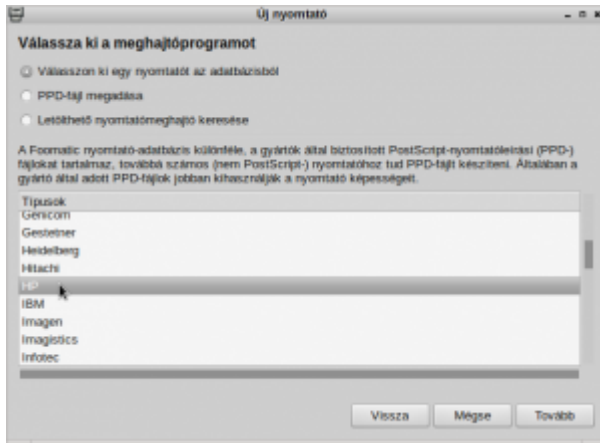 Új nyomtató
Válassza ki a meghajtóprogramot
Válasszon ki egy nyomtatót az adatbázisból
PPD-fájl megadása
Letölthető nyomtatómeghajtó keresése
A Foomatic nyomtató-adatbázis különféle, a gyártók által biztosított PostScript-nyomtatóleírási (PPD-)
fájlokat tartalmaz, továbbá számos (nem PostScript-) nyomtatóhoz tud PPD-fájlt készíteni. Általában a
gyártó által adott PPD-fájlok jobban kihasználják a nyomtató képességeit.
Típusok
Genicom
Gestetner
Heidelberg
Hitachi
HP
IBM
Imagen
Imagistics
Infotec
Vissza Mégse Tovább